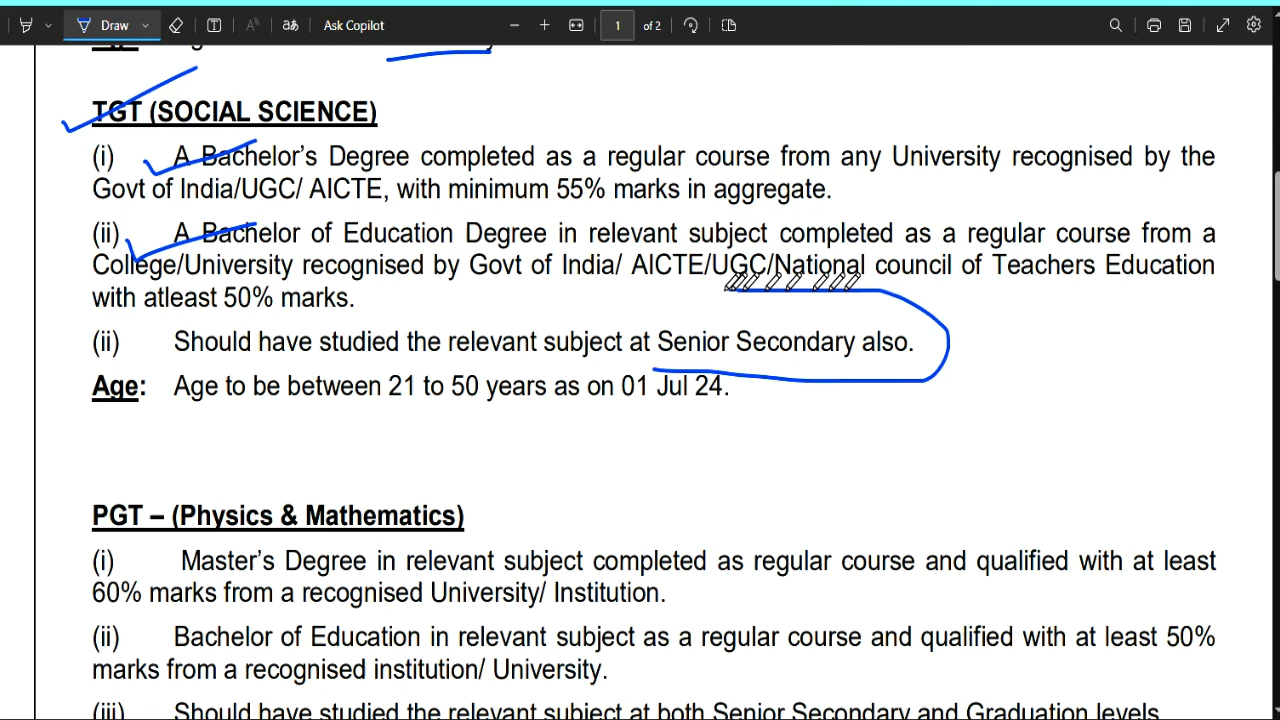 Draw
aあ
Ask Copilot
1 of 2
TGT (SOCIAL SCIENCE)
(i) A Bachelor's Degree completed as a regular course from any University recognised by the
Govt of India/UGC/ AICTE, with minimum 55% marks in aggregate.
(ii) A Bachelor of Education Degree in relevant subject completed as a regular course from a
College/University recognised by Govt of India/ AICTE/UGC/National council of Teachers Education
with atleast 50% marks.
(ii) Should have studied the relevant subject at Senior Secondary also.
Age: Age to be between 21 to 50 years as on 01 Jul 24.
PGT – (Physics & Mathematics)
(i) Master's Degree in relevant subject completed as regular course and qualified with at least
60% marks from a recognised University/ Institution.
(ii) Bachelor of Education in relevant subject as a regular course and qualified with at least 50%
marks from a recognised institution/ University.
(iii) Should have studied the relevant subject at both Senior Secondary and Graduation levels